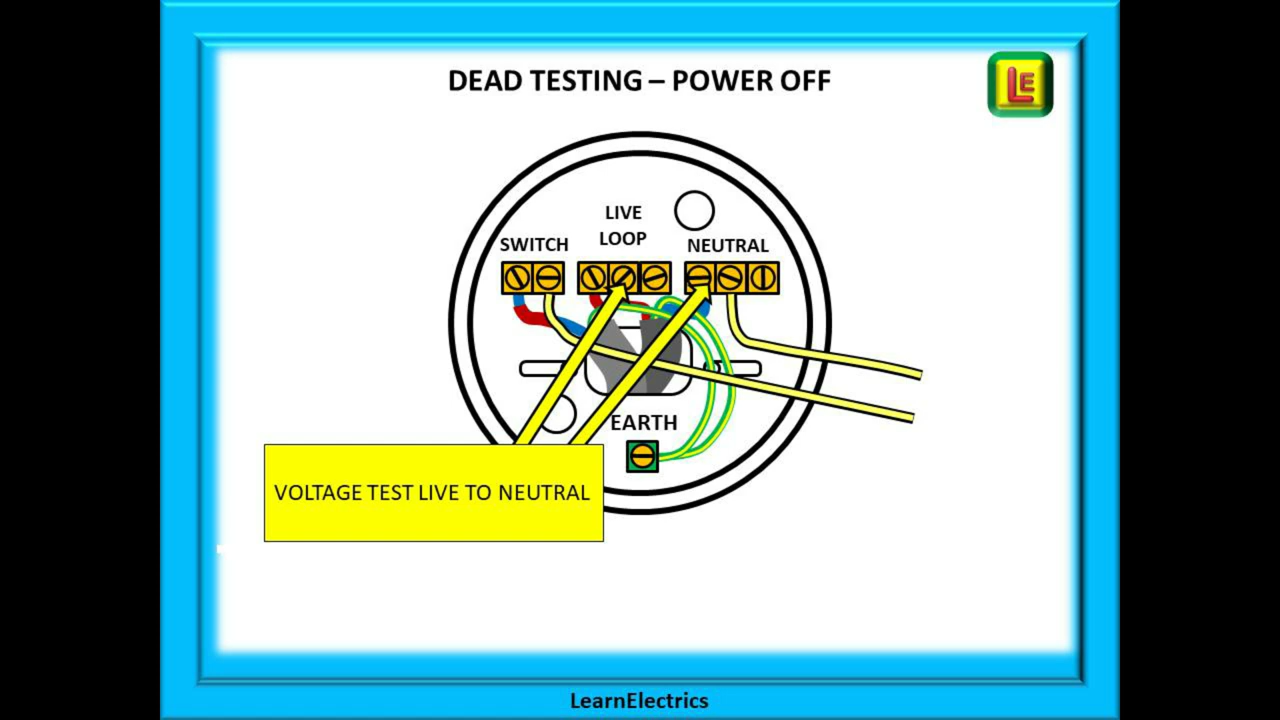 DEAD TESTING – POWER OFF
LE
LIVE
LOOP
SWITCH
NEUTRAL
EARTH
VOLTAGE TEST LIVE TO NEUTRAL
LearnElectrics